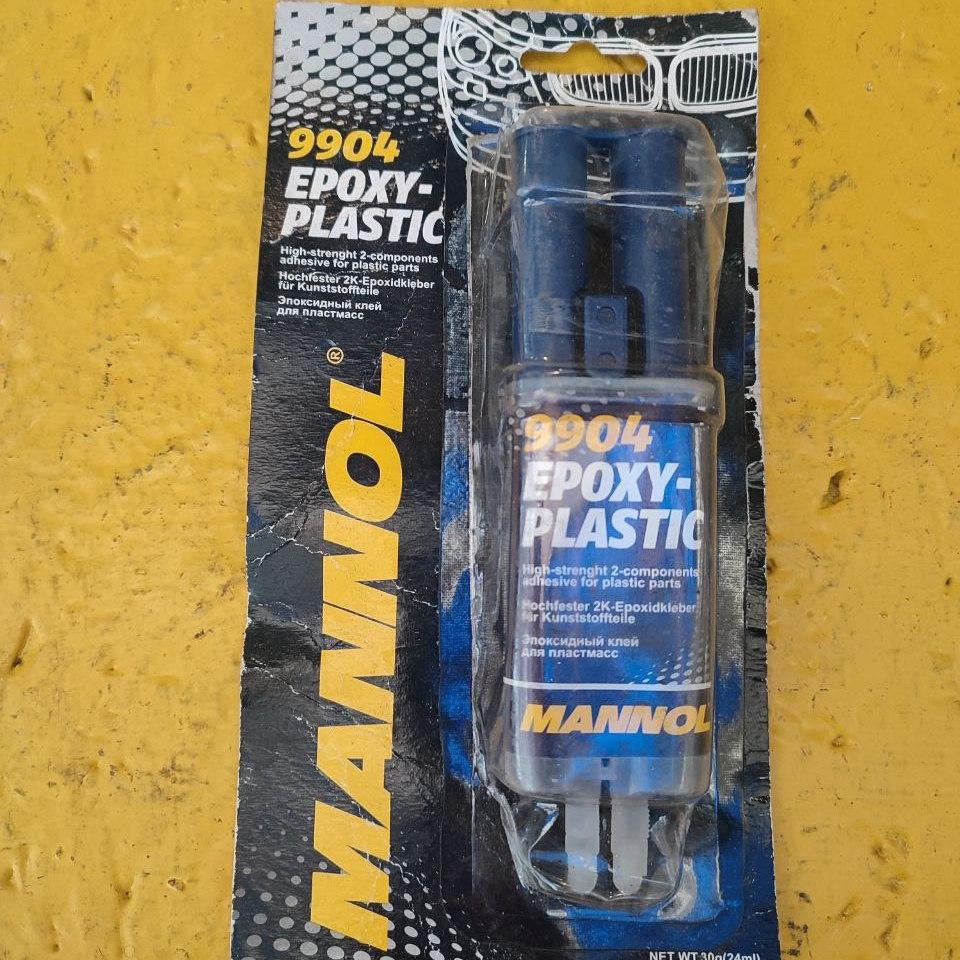 9904
EPOXY-
PLASTIC
High-strenght 2-components
adhesive for plastic parts
Hochfester 2K-Epoxidkleber
für Kunststoffteile
Эпоксидный клей
для пластмасс
MANNOL®
9904
EPOXY-
PLASTIC
High-strenght 2-components
adhesive for plastic parts
Hochfester 2K-Epoxidkleber
für Kunststoffteile
Эпоксидный клей
для пластмасс
MANNOL
NET WT 30g(24ml)